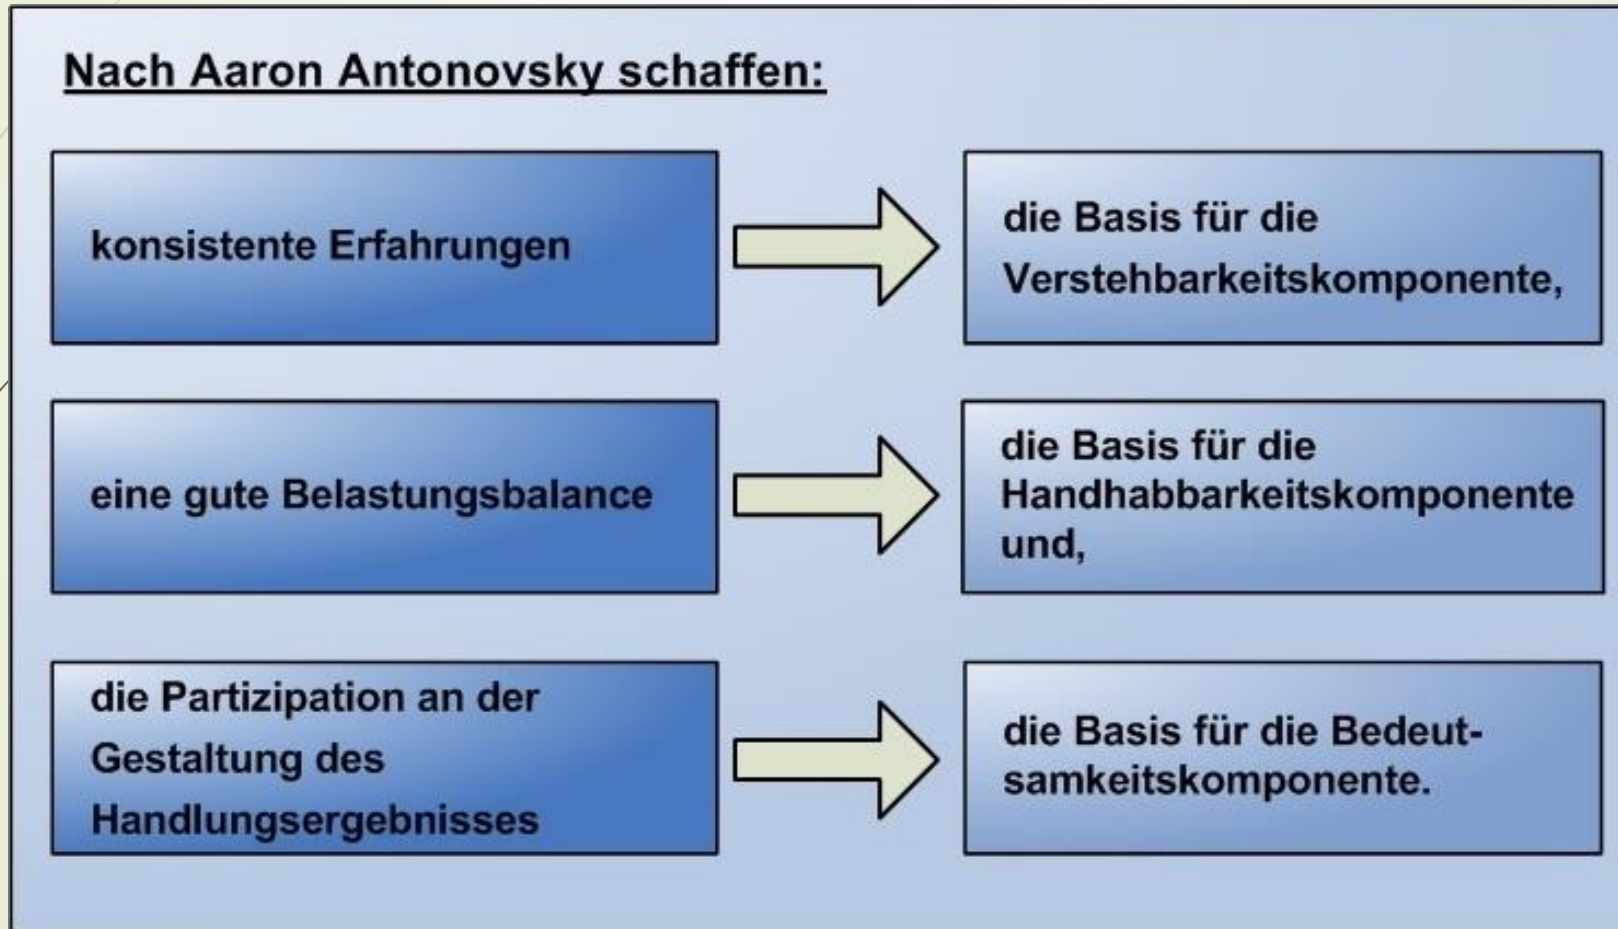 Nach Aaron Antonovsky schaffen:
konsistente Erfahrungen
die Basis für die
Verstehbarkeitskomponente,
eine gute Belastungsbalance
die Basis für die
Handhabbarkeitskomponente
und,
die Partizipation an der
Gestaltung des
Handlungsergebnisses
die Basis für die Bedeut-
samkeitskomponente.